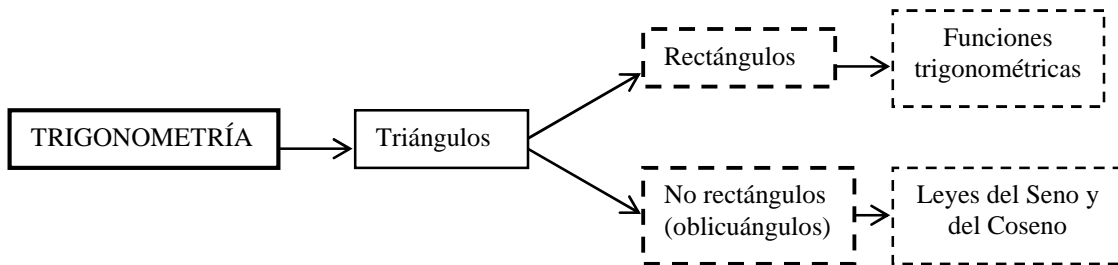 TRIGONOMETRÍA
Triángulos
Rectángulos
Funciones
trigonométricas
No rectángulos
(oblicuángulos)
Leyes del Seno y
del Coseno